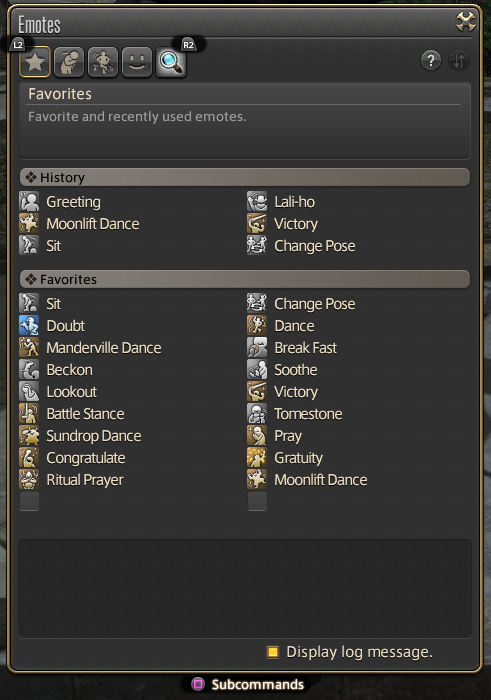 Emotes
L2
R2
?
Favorites
Favorite and recently used emotes.
History
Greeting Lali-ho
Moonlift Dance Victory
Sit Change Pose
Favorites
Sit Change Pose
Doubt Dance
Manderville Dance Break Fast
Beckon Soothe
Lookout Victory
Battle Stance Tomestone
Sundrop Dance Pray
Congratulate Gratuity
Ritual Prayer Moonlift Dance
Display log message.
Subcommands